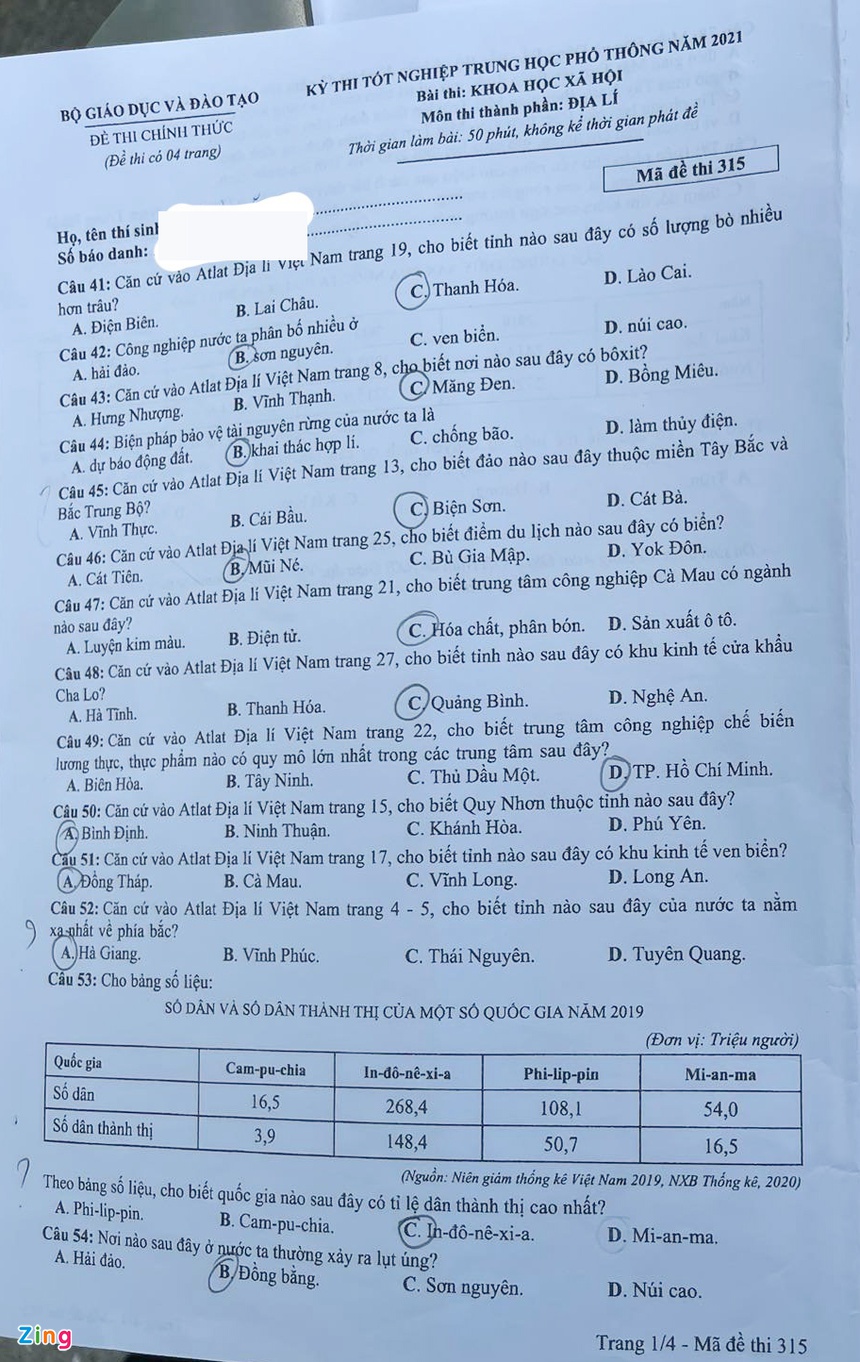 BỘ GIÁO DỤC VÀ ĐÀO TẠO
ĐỀ THI CHÍNH THỨC
(Đề thi có 04 trang)
KỲ THI TỐT NGHIỆP TRUNG HỌC PHỔ THÔNG NĂM 2021
Bài thi: KHOA HỌC XÃ HỘI
Môn thi thành phần: ĐỊA LÍ
Thời gian làm bài: 50 phút, không kể thời gian phát đề
Mã đề thi 315
Họ, tên thí sinh
Số báo danh:
Câu 41: Căn cứ vào Atlat Địa lí Việt Nam trang 19, cho biết tỉnh nào sau đây có số lượng bò nhiều
hơn trâu?
A. Điện Biên. B. Lai Châu. C. Thanh Hóa. D. Lào Cai.
Câu 42: Công nghiệp nước ta phân bố nhiều ở
A. hải đảo. B. sơn nguyên. C. ven biển. D. núi cao.
Câu 43: Căn cứ vào Atlat Địa lí Việt Nam trang 8, cho biết nơi nào sau đây có bôxit?
A. Hưng Nhượng. B. Vĩnh Thạnh. C. Măng Đen. D. Bồng Miêu.
Câu 44: Biện pháp bảo vệ tài nguyên rừng của nước ta là
A. dự báo động đất. B. khai thác hợp lí. C. chống bão. D. làm thủy điện.
Câu 45: Căn cứ vào Atlat Địa lí Việt Nam trang 13, cho biết đảo nào sau đây thuộc miền Tây Bắc và
Bắc Trung Bộ?
A. Vĩnh Thực. B. Cái Bầu. C. Biện Sơn. D. Cát Bà.
Câu 46: Căn cứ vào Atlat Địa lí Việt Nam trang 25, cho biết điểm du lịch nào sau đây có biển?
A. Cát Tiên. B. Mũi Né. C. Bù Gia Mập. D. Yok Đôn.
Câu 47: Căn cứ vào Atlat Địa lí Việt Nam trang 21, cho biết trung tâm công nghiệp Cà Mau có ngành
nào sau đây?
A. Luyện kim màu. B. Điện tử. C. Hóa chất, phân bón. D. Sản xuất ô tô.
Câu 48: Căn cứ vào Atlat Địa lí Việt Nam trang 27, cho biết tỉnh nào sau đây có khu kinh tế cửa khẩu
Cha Lo?
A. Hà Tĩnh. B. Thanh Hóa. C. Quảng Bình. D. Nghệ An.
Câu 49: Căn cứ vào Atlat Địa lí Việt Nam trang 22, cho biết trung tâm công nghiệp chế biến
lương thực, thực phẩm nào có quy mô lớn nhất trong các trung tâm sau đây?
A. Biên Hòa. B. Tây Ninh. C. Thủ Dầu Một. D. TP. Hồ Chí Minh.
Câu 50: Căn cứ vào Atlat Địa lí Việt Nam trang 15, cho biết Quy Nhơn thuộc tỉnh nào sau đây?
A. Bình Định. B. Ninh Thuận. C. Khánh Hòa. D. Phú Yên.
Câu 51: Căn cứ vào Atlat Địa lí Việt Nam trang 17, cho biết tỉnh nào sau đây có khu kinh tế ven biển?
A. Đồng Tháp. B. Cà Mau. C. Vĩnh Long. D. Long An.
Câu 52: Căn cứ vào Atlat Địa lí Việt Nam trang 4 - 5, cho biết tỉnh nào sau đây của nước ta nằm
xa nhất về phía bắc?
A. Hà Giang. B. Vĩnh Phúc. C. Thái Nguyên. D. Tuyên Quang.
Câu 53: Cho bảng số liệu:
SỐ DÂN VÀ SỐ DÂN THÀNH THỊ CỦA MỘT SỐ QUỐC GIA NĂM 2019
(Đơn vị: Triệu người)
Quốc gia Cam-pu-chia In-đô-nê-xi-a Phi-lip-pin Mi-an-ma
Số dân 16,5 268,4 108,1 54,0
Số dân thành thị 3,9 148,4 50,7 16,5
(Nguồn: Niên giám thống kê Việt Nam 2019, NXB Thống kê, 2020)
Theo bảng số liệu, cho biết quốc gia nào sau đây có tỉ lệ dân thành thị cao nhất?
A. Phi-lip-pin. B. Cam-pu-chia. C. In-đô-nê-xi-a. D. Mi-an-ma.
Câu 54: Nơi nào sau đây ở nước ta thường xảy ra lụt úng?
A. Hải đảo. B. Đồng bằng. C. Sơn nguyên. D. Núi cao.
Zing
Trang 1/4 - Mã đề thi 315